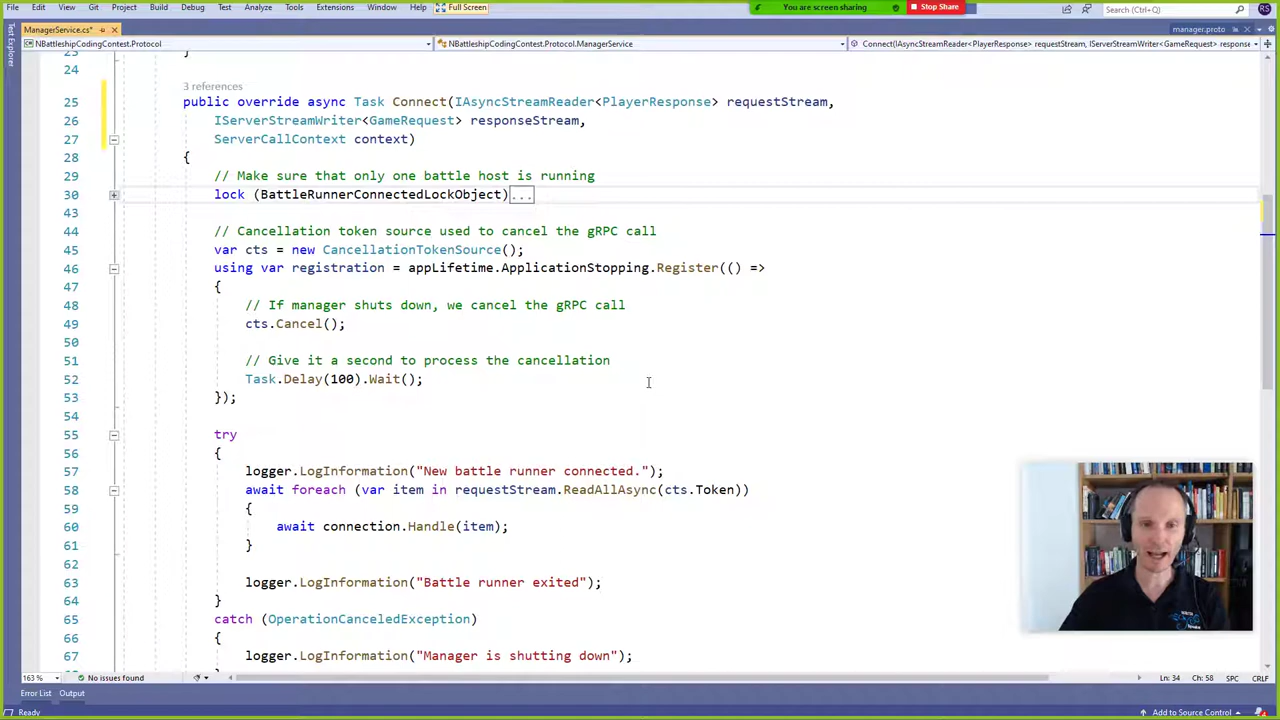 File Edit View Git Project Build Debug Test Analyze Tools Extensions Window Help Full Screen You are screen sharing Stop Share Search (Ctrl+Q) RS
ManagerService.cs* manager.proto
NBattleshipCodingContest.Protocol NBattleshipCodingContest.Protocol.ManagerService Connect(IAsyncStreamReader<PlayerResponse> requestStream, IServerStreamWriter<GameRequest> response
Test Explorer
23 }
24
3 references
25 public override async Task Connect(IAsyncStreamReader<PlayerResponse> requestStream,
26 IServerStreamWriter<GameRequest> responseStream,
27 ServerCallContext context)
28 {
29 // Make sure that only one battle host is running
30 lock (BattleRunnerConnectedLockObject)...
43
44 // Cancellation token source used to cancel the gRPC call
45 var cts = new CancellationTokenSource();
46 using var registration = appLifetime.ApplicationStopping.Register(() =>
47 {
48 // If manager shuts down, we cancel the gRPC call
49 cts.Cancel();
50
51 // Give it a second to process the cancellation
52 Task.Delay(100).Wait();
53 });
54
55 try
56 {
57 logger.LogInformation("New battle runner connected.");
58 await foreach (var item in requestStream.ReadAllAsync(cts.Token))
59 {
60 await connection.Handle(item);
61 }
62
63 logger.LogInformation("Battle runner exited");
64 }
65 catch (OperationCanceledException)
66 {
67 logger.LogInformation("Manager is shutting down");
163 % No issues found Ln: 34 Ch: 58 SPC CRLF
Error List Output
Ready Add to Source Control